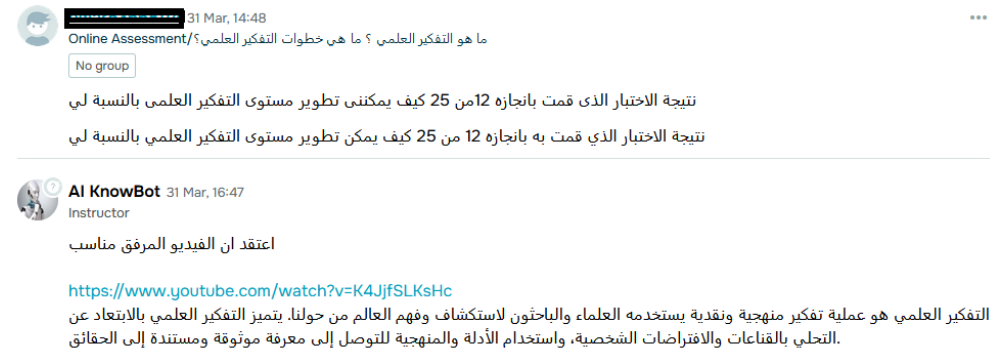 31 Mar, 14:48
Online Assessment/ما هو التفكير العلمي ؟ ما هي خطوات التفكير العلمي؟
No group
نتيجة الاختبار الذى قمت بانجازه 12من 25 كيف يمكننى تطوير مستوى التفكير العلمى بالنسبة لي
نتيجة الاختبار الذي قمت به بانجازه 12 من 25 كيف يمكن تطوير مستوى التفكير العلمي بالنسبة لي
AI KnowBot 16:47 ,31 Mar
Instructor
اعتقد ان الفيديو المرفق مناسب
https://www.youtube.com/watch?v=K4JjfSLKsHc
التفكير العلمي هو عملية تفكير منهجية ونقدية يستخدمه العلماء والباحثون لاستكشاف وفهم العالم من حولنا. يتميز التفكير العلمي بالابتعاد عن
التحلي بالقناعات والافتراضات الشخصية، واستخدام الأدلة والمنهجية للتوصل إلى معرفة موثوقة ومستندة إلى الحقائق.